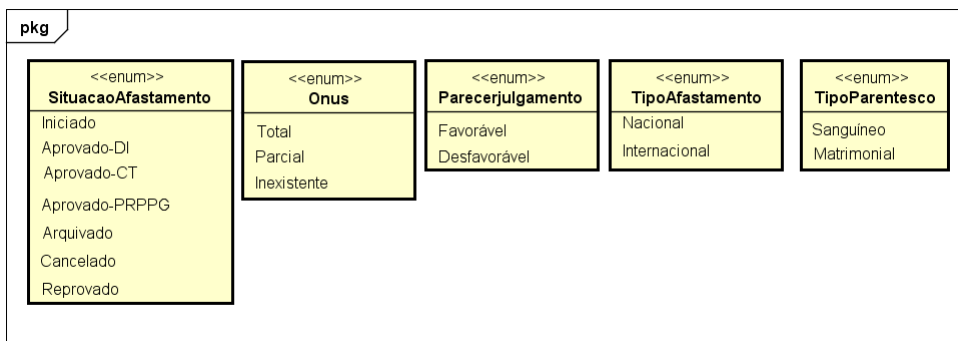 pkg
<<enum>>
SituacaoAfastamento
Iniciado
Aprovado-DI
Aprovado-CT
Aprovado-PRPPG
Arquivado
Cancelado
Reprovado
<<enum>>
Onus
Total
Parcial
Inexistente
<<enum>>
Parecerjulgamento
Favorável
Desfavorável
<<enum>>
TipoAfastamento
Nacional
Internacional
<<enum>>
TipoParentesco
Sanguíneo
Matrimonial